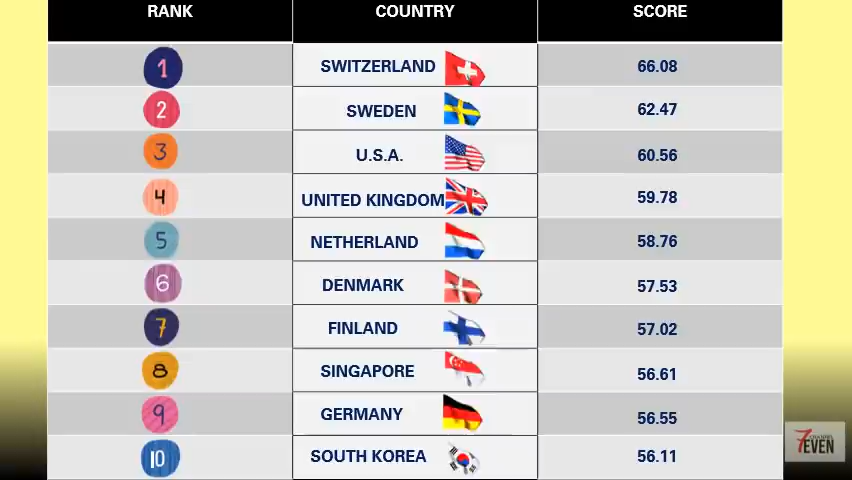 RANK COUNTRY SCORE
1 SWITZERLAND 66.08
2 SWEDEN 62.47
3 U.S.A. 60.56
4 UNITED KINGDOM 59.78
5 NETHERLAND 58.76
6 DENMARK 57.53
7 FINLAND 57.02
8 SINGAPORE 56.61
9 GERMANY 56.55
10 SOUTH KOREA 56.11
CHANNEL
7EVEN